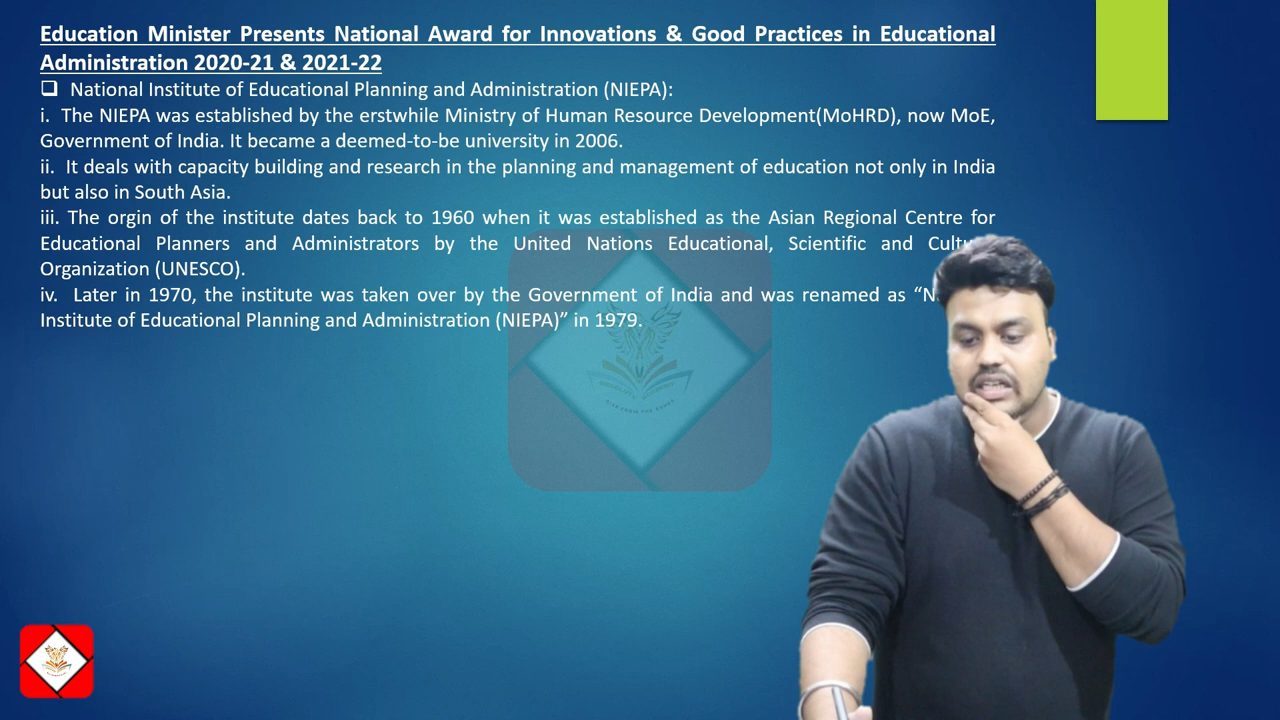 Education Minister Presents National Award for Innovations & Good Practices in Educational
Administration 2020-21 & 2021-22
❑ National Institute of Educational Planning and Administration (NIEPA):
i. The NIEPA was established by the erstwhile Ministry of Human Resource Development(MoHRD), now MoE,
Government of India. It became a deemed-to-be university in 2006.
ii. It deals with capacity building and research in the planning and management of education not only in India
but also in South Asia.
iii. The orgin of the institute dates back to 1960 when it was established as the Asian Regional Centre for
Educational Planners and Administrators by the United Nations Educational, Scientific and
Organization (UNESCO).
iv. Later in 1970, the institute was taken over by the Government of India and was renamed as “
Institute of Educational Planning and Administration (NIEPA)” in 1979.